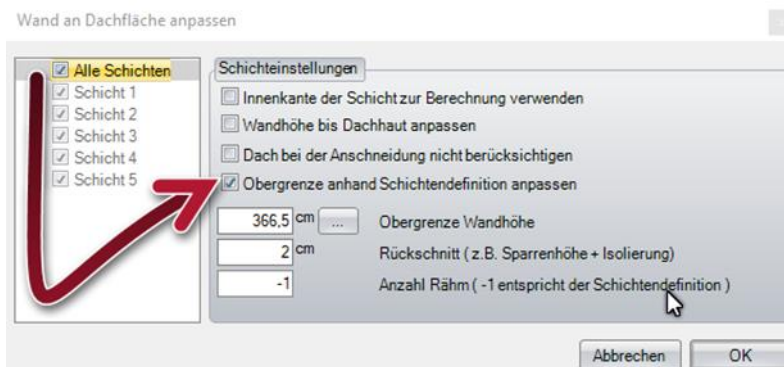 Wand an Dachfläche anpassen
Alle Schichten
Schicht 1
Schicht 2
Schicht 3
Schicht 4
Schicht 5
Schichteinstellungen
Innenkante der Schicht zur Berechnung verwenden
Wandhöhe bis Dachhaut anpassen
Dach bei der Anschneidung nicht berücksichtigen
Obergrenze anhand Schichtendefinition anpassen
366,5 cm ... Obergrenze Wandhöhe
2 cm Rückschnitt ( z.B. Sparrenhöhe + Isolierung)
-1 Anzahl Rähm ( -1 entspricht der Schichtendefinition )
Abbrechen OK